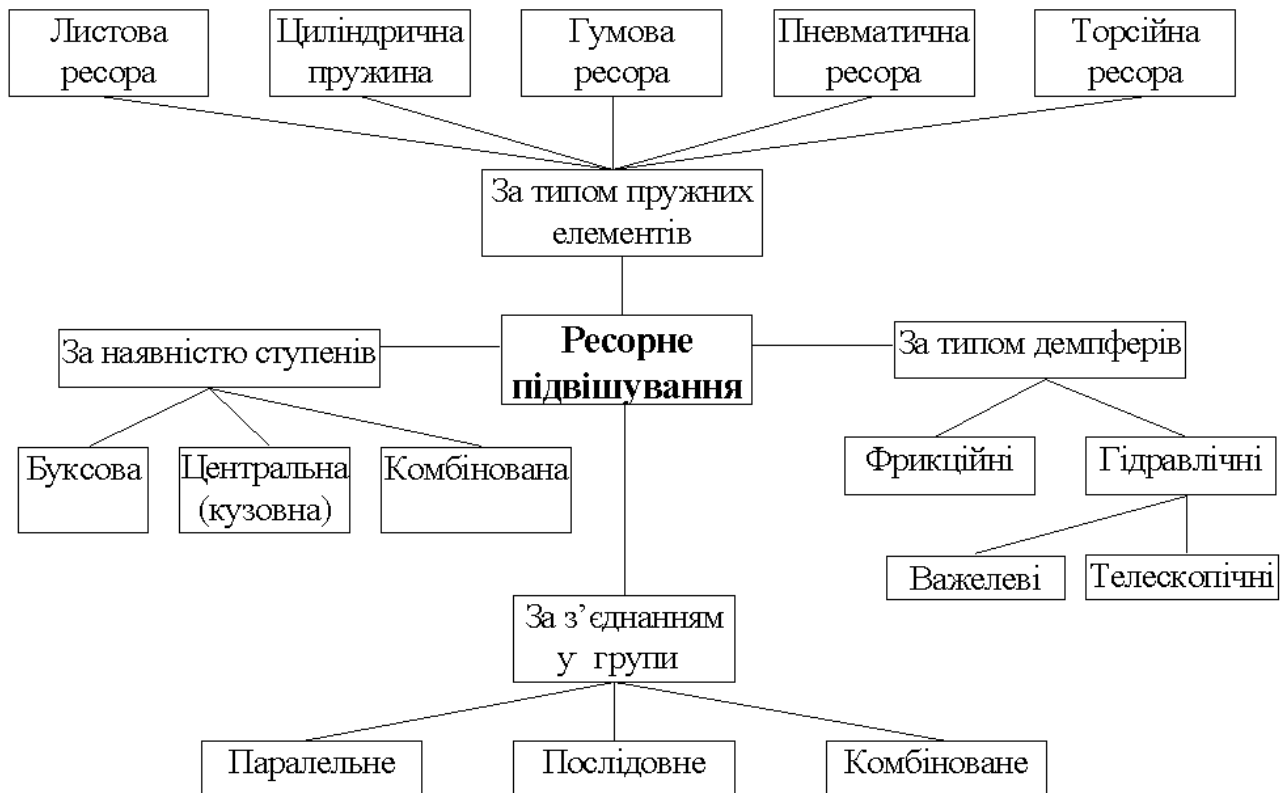 Листова
ресора
Циліндрична
пружина
Гумова
ресора
Пневматична
ресора
Торсійна
ресора
За типом пружних
елементів
За наявністю ступенів
Ресорне
підвішування
За типом демпферів
Буксова
Центральна
(кузовна)
Комбінована
Фрикційні
Гідравлічні
Важелеві
Телескопічні
За з’єднанням
у групи
Паралельне
Послідовне
Комбіноване